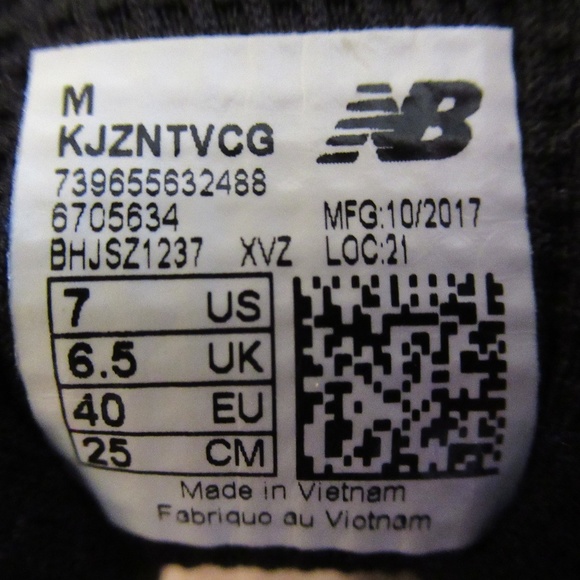 M
KJZNTVCG
NB
739655632488
6705634
MFG:10/2017
BHJSZ1237 XVZ
LOC:21
7 US
6.5 UK
40 EU
25 CM
Made in Vietnam
Fabriquo au Viotnam